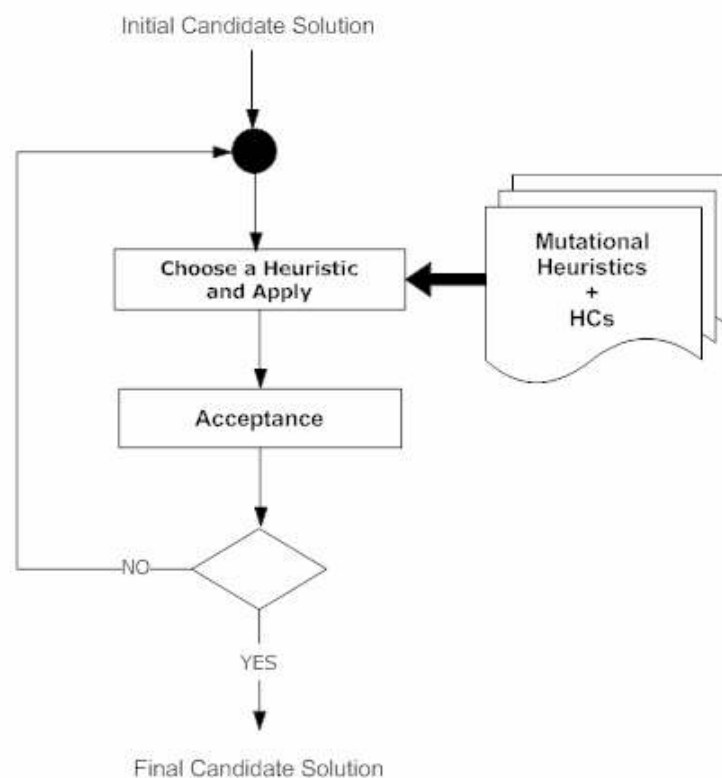 Initial Candidate Solution
Choose a Heuristic
and Apply
Mutational
Heuristics
+
HCs
Acceptance
NO
YES
Final Candidate Solution